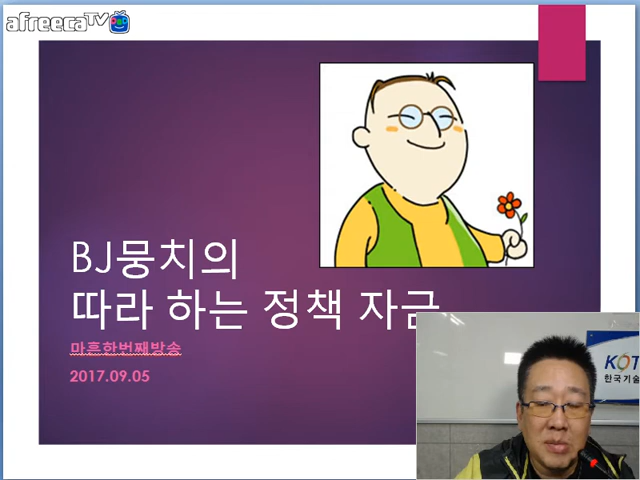 afreecaTV
BJ뭉치의
따라 하는 정책 자금
마흔한번째방송
2017.09.05
KOT
한국기술